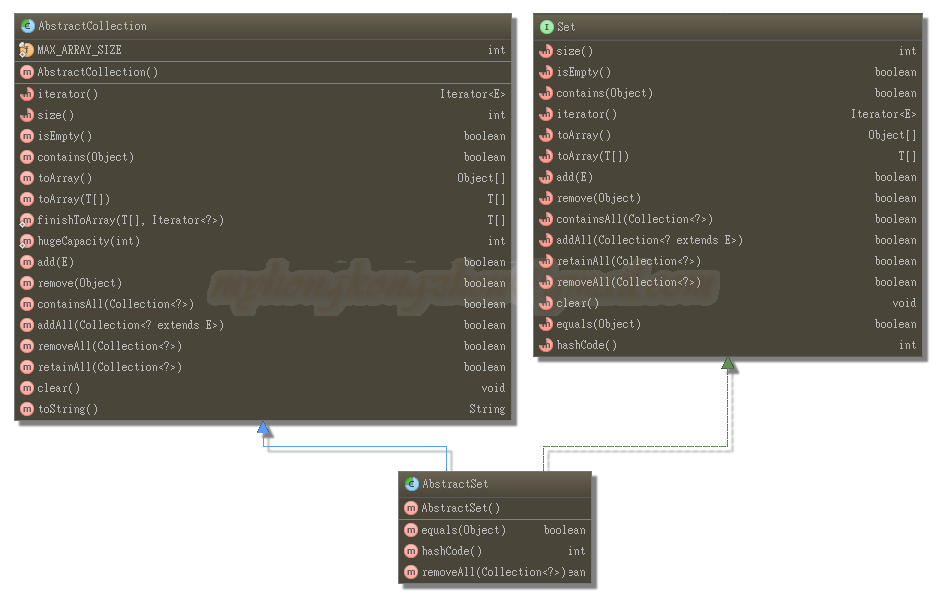 AbstractCollection
MAX_ARRAY_SIZE int
AbstractCollection()
iterator() Iterator<E>
size() int
isEmpty() boolean
contains(Object) boolean
toArray() Object[]
toArray(T[]) T[]
finishToArray(T[], Iterator<?>) T[]
hugeCapacity(int) int
add(E) boolean
remove(Object) boolean
containsAll(Collection<?>) boolean
addAll(Collection<? extends E>) boolean
removeAll(Collection<?>) boolean
retainAll(Collection<?>) boolean
clear() void
toString() String
Set
size() int
isEmpty() boolean
contains(Object) boolean
iterator() Iterator<E>
toArray() Object[]
toArray(T[]) T[]
add(E) boolean
remove(Object) boolean
containsAll(Collection<?>) boolean
addAll(Collection<? extends E>) boolean
retainAll(Collection<?>) boolean
removeAll(Collection<?>) boolean
clear() void
equals(Object) boolean
hashCode() int
AbstractSet
AbstractSet()
equals(Object) boolean
hashCode() int
removeAll(Collection<?>)ean